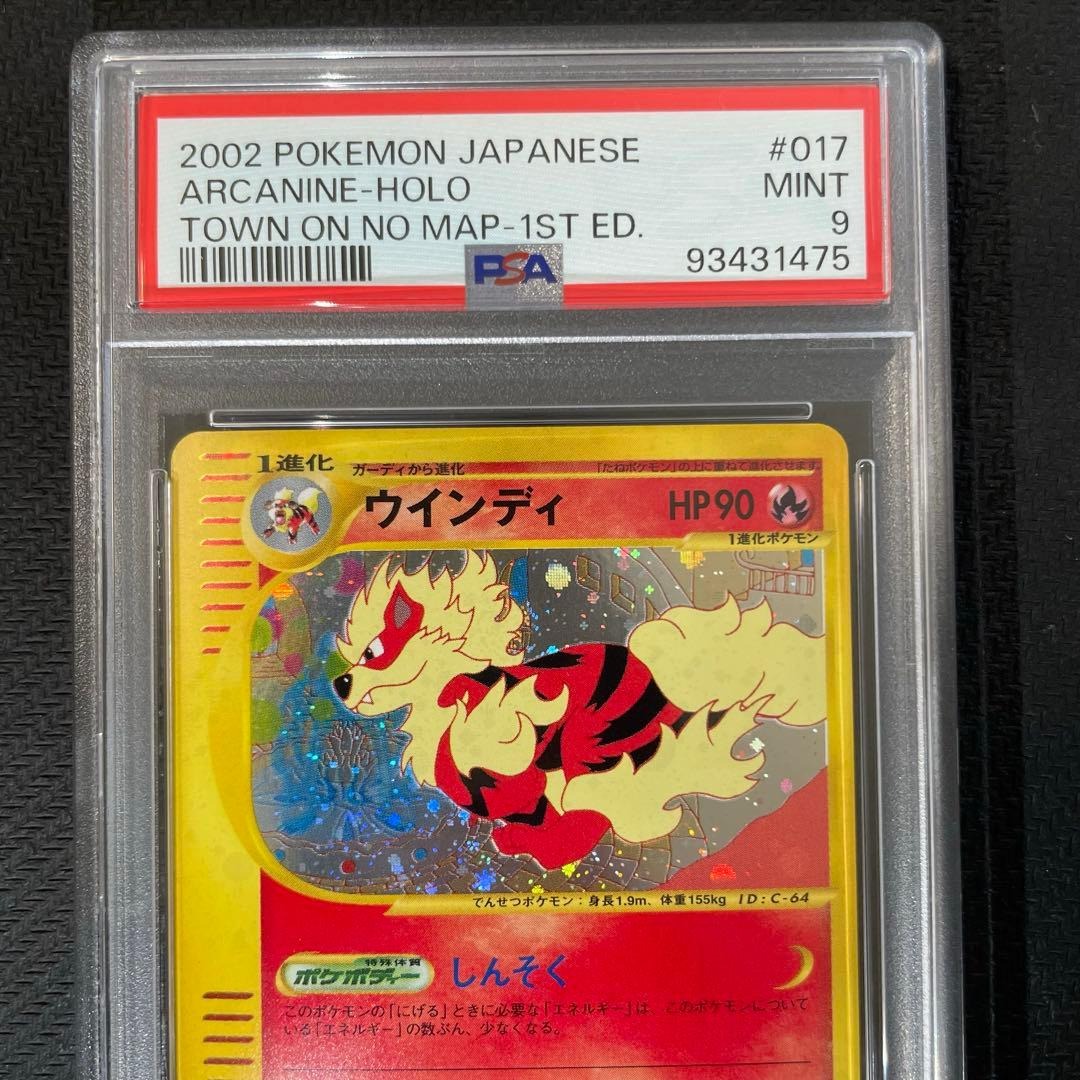 2002 POKEMON JAPANESE #017
ARCANINE-HOLO MINT
TOWN ON NO MAP-1ST ED. 9
PSA 93431475
1進化 ガーディから進化 「たねポケモン」の上に重ねて進化させます
ウインディ HP90
1進化ポケモン
でんせつポケモン：身長1.9m、体重155kg ID:C-64
特殊体質
ポケボディー しんそく
このポケモンの「にげる」ときに必要な「エネルギー」は、このポケモンについて
いる「エネルギー」の数ぶん、少なくなる。